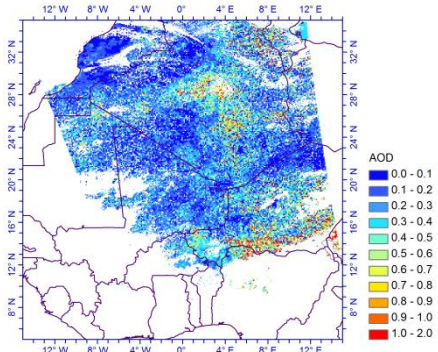 12° W 8° W 4° W 0° 4° E 8° E 12° E
32° N 32° N
28° N 28° N
24° N 24° N
20° N 20° N
16° N 16° N
12° N 12° N
8° N 8° N
12° W 8° W 4° W 0° 4° E 8° E 12° E
AOD
0.0 - 0.1
0.1 - 0.2
0.2 - 0.3
0.3 - 0.4
0.4 - 0.5
0.5 - 0.6
0.6 - 0.7
0.7 - 0.8
0.8 - 0.9
0.9 - 1.0
1.0 - 2.0